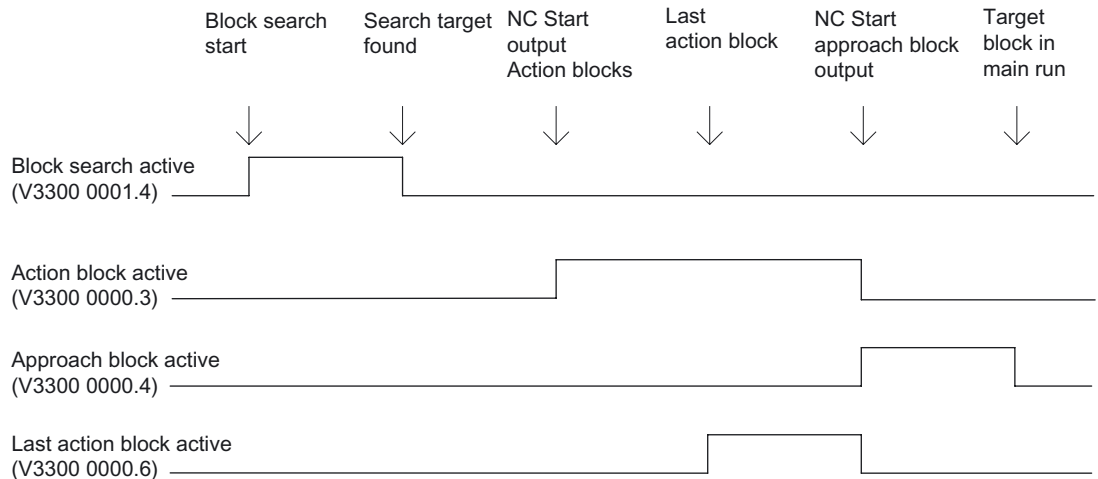 Block search
start
Search target
found
NC Start
output
Action blocks
Last
action block
NC Start
approach block
output
Target
block in
main run
Block search active
(V3300 0001.4)
Action block active
(V3300 0000.3)
Approach block active
(V3300 0000.4)
Last action block active
(V3300 0000.6)